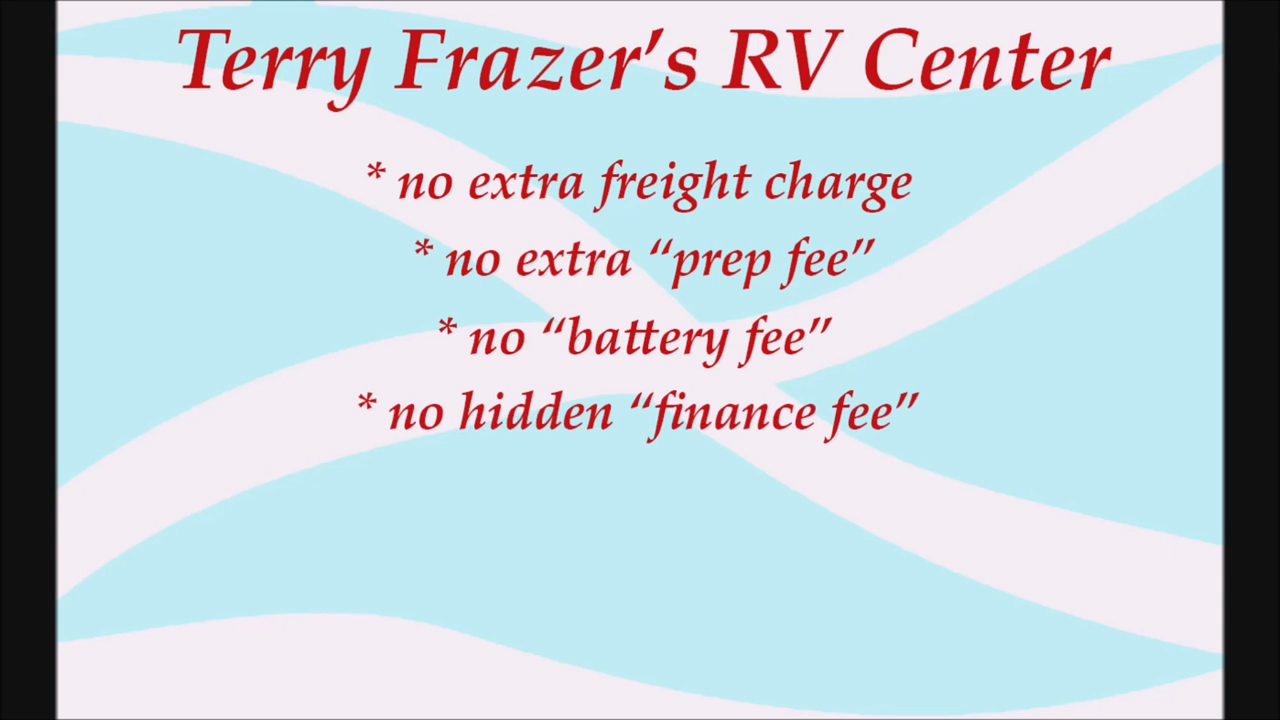 Terry Frazer’s RV Center
* no extra freight charge
* no extra “prep fee”
* no “battery fee”
* no hidden “finance fee”